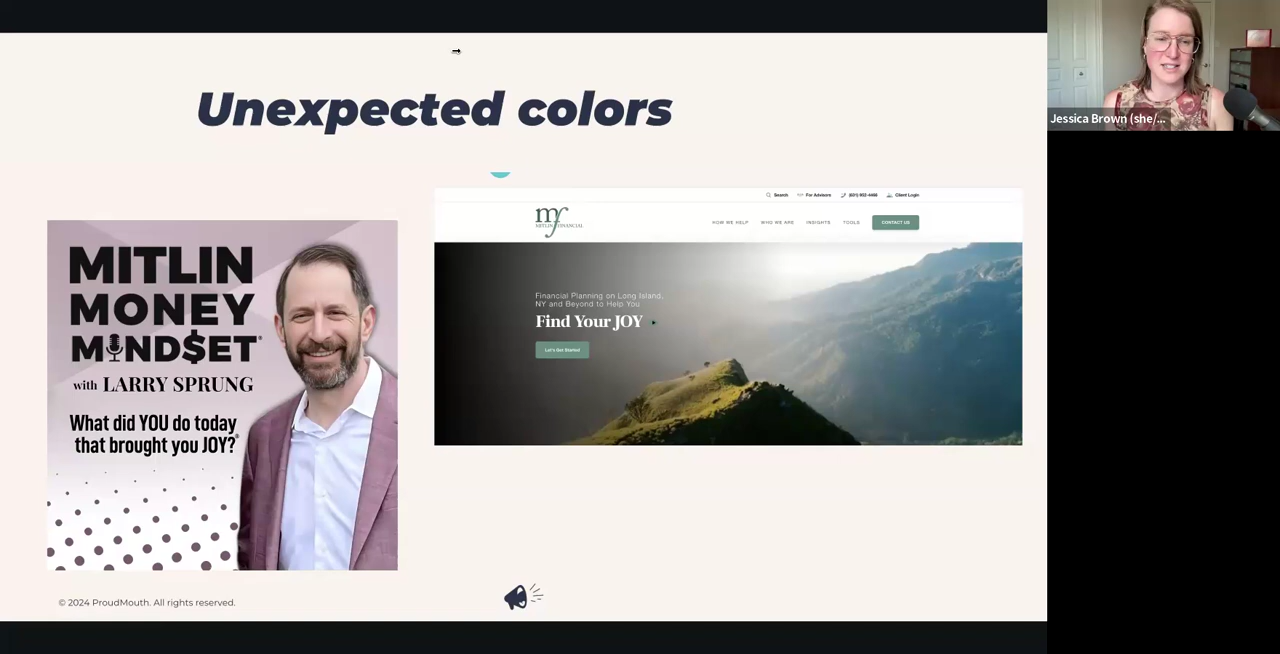 Unexpected colors
Jessica Brown (she/...
MITLIN
MONEY
MIND$ET®
with LARRY SPRUNG
What did YOU do today
that brought you JOY?®
Search
For Advisors
Client Login
mf
MITLIN FINANCIAL
HOW WE HELP
WHO WE ARE
INSIGHTS
TOOLS
CONTACT US
Financial Planning on Long Island,
NY and Beyond to Help You
Find Your JOY
Let's Get Started
© 2024 ProudMouth. All rights reserved.